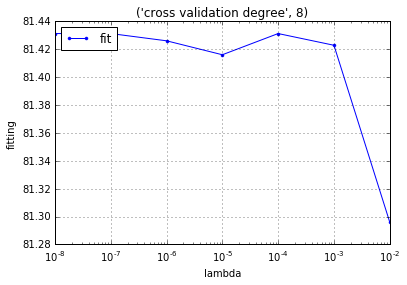 ('cross validation degree', 8)
fit
81.44
81.42
81.40
81.38
81.36
81.34
81.32
81.30
81.28
fitting
10⁻⁸ 10⁻⁷ 10⁻⁶ 10⁻⁵ 10⁻⁴ 10⁻³ 10⁻²
lambda